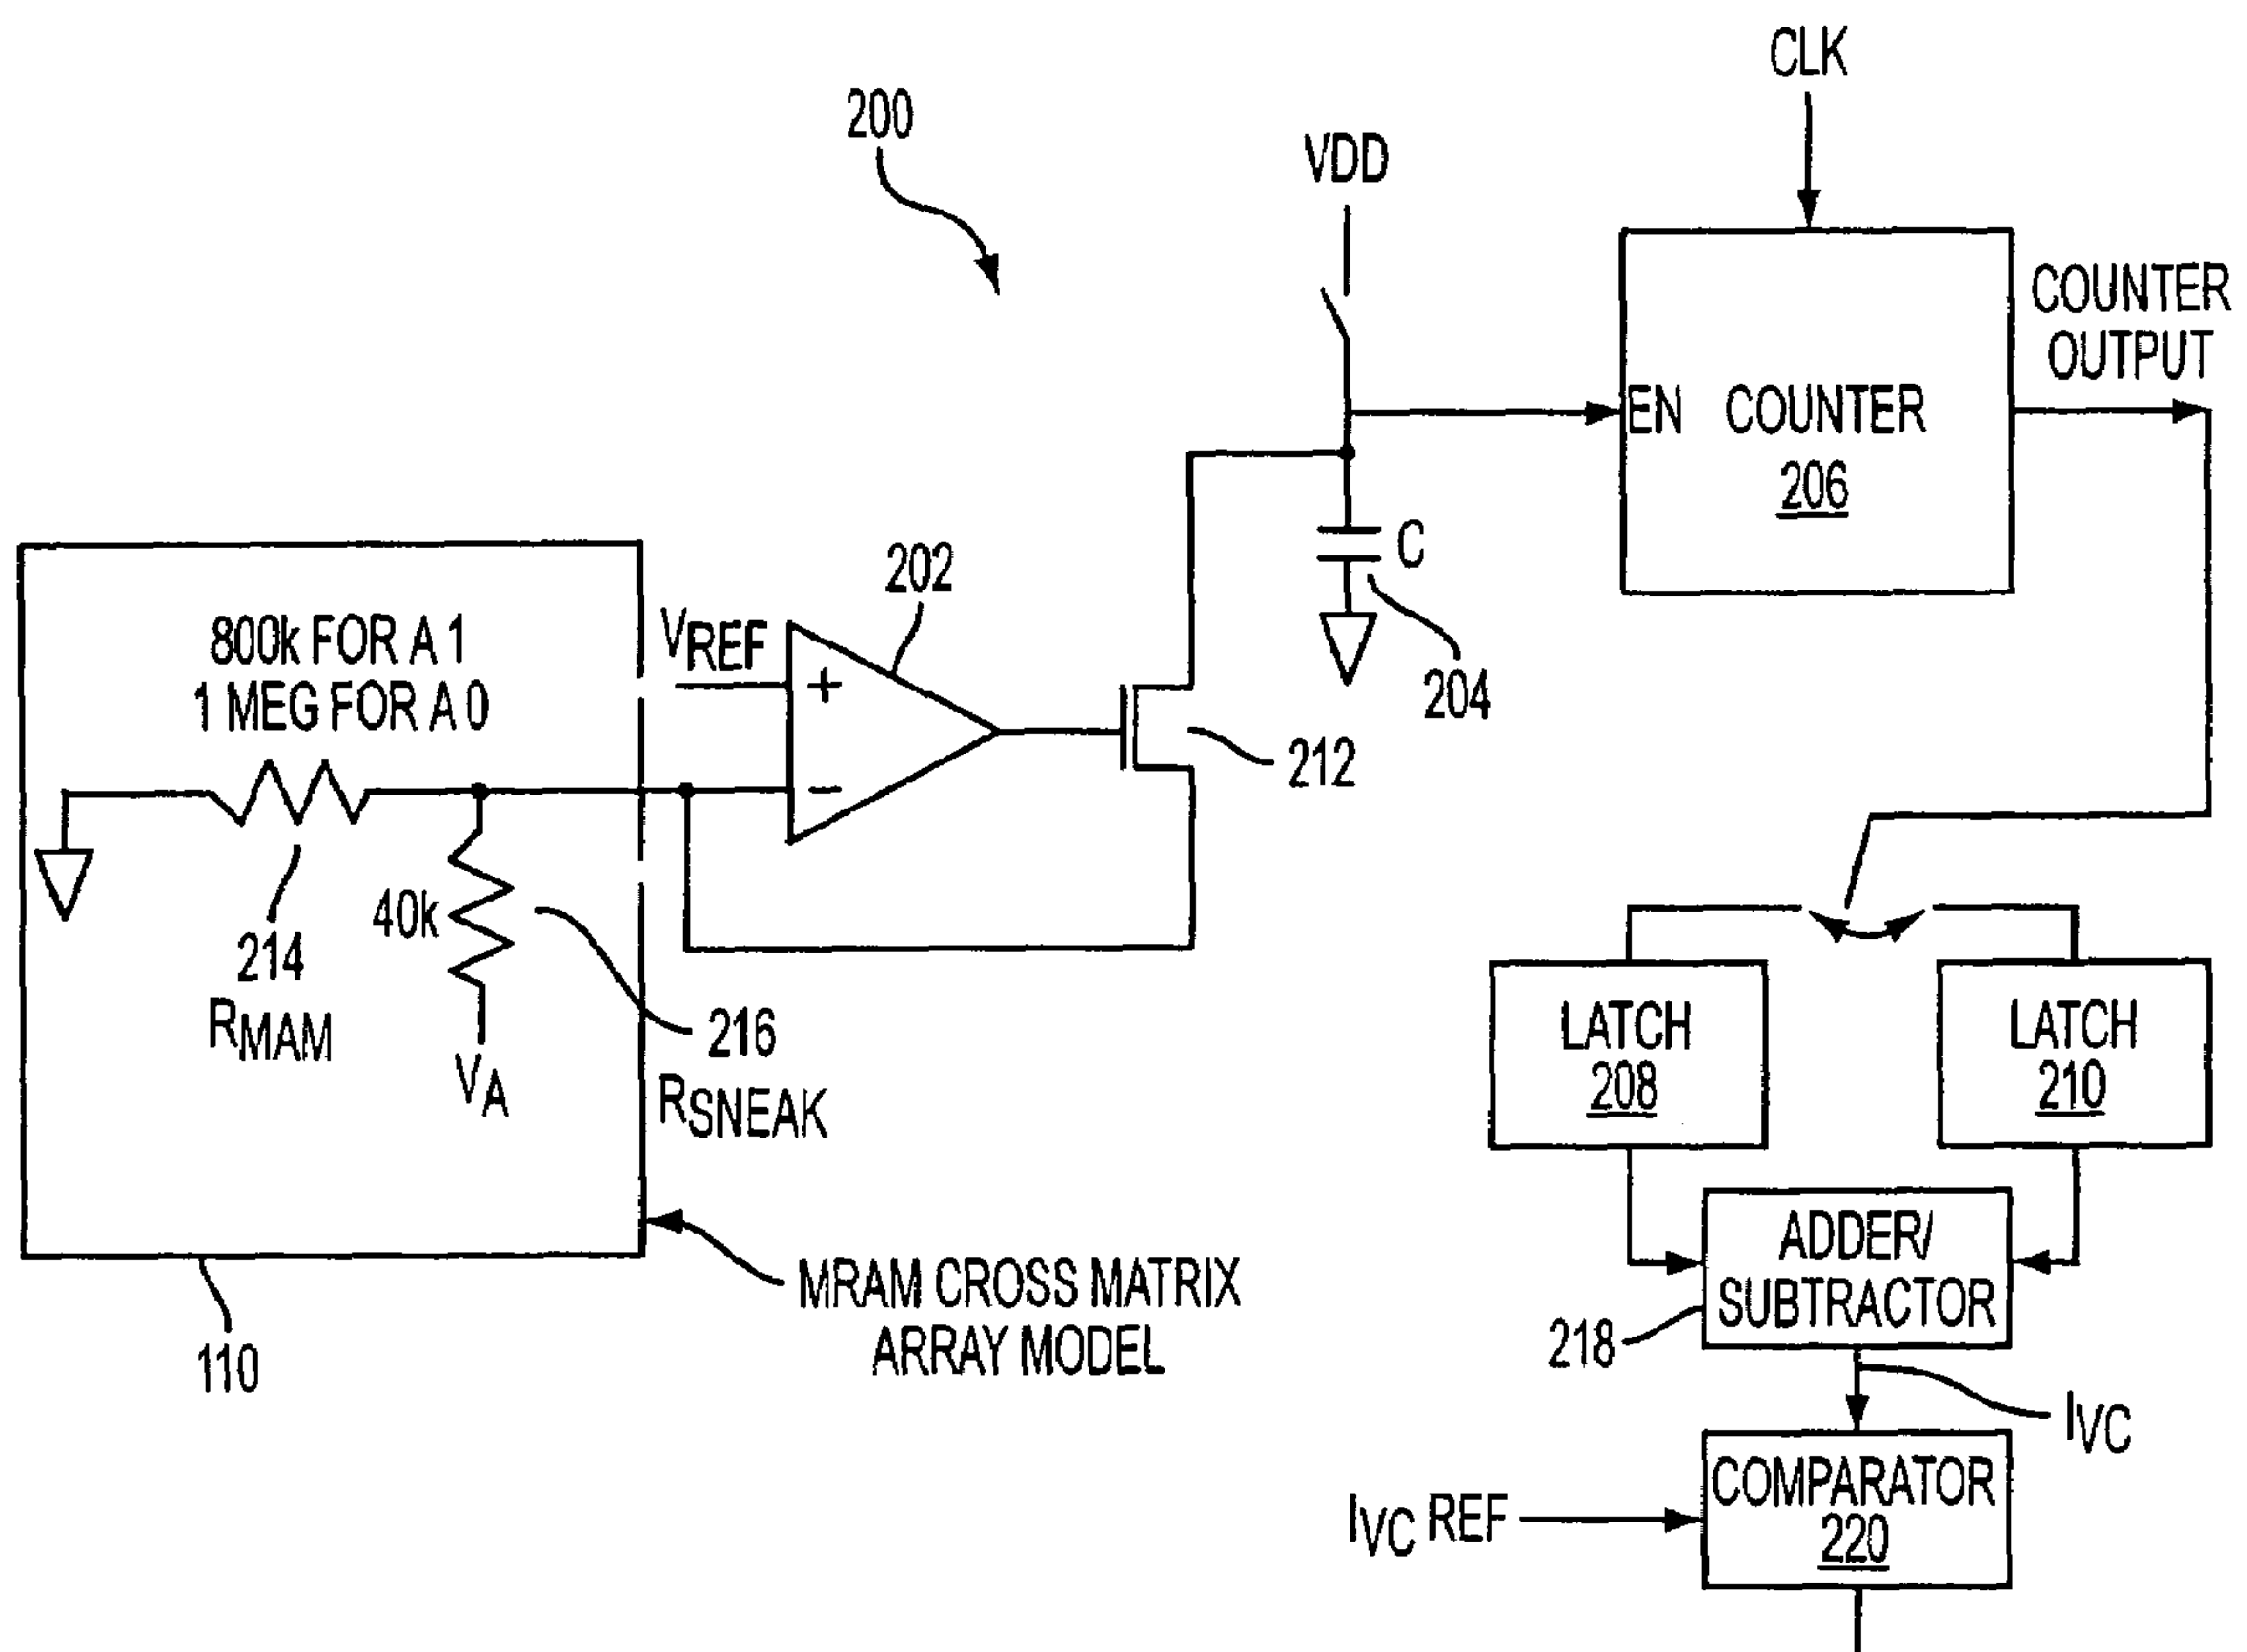 CLK
200
VDD
COUNTER
OUTPUT
EN COUNTER
206
C
204
202
VREF
+
−
212
800k FOR A 1
1 MEG FOR A 0
214
RMAM
40k
VA
216
RSNEAK
LATCH
208
LATCH
210
ADDER/
SUBTRACTOR
218
MRAM CROSS MATRIX
ARRAY MODEL
110
IVC
COMPARATOR
220
IVC REF